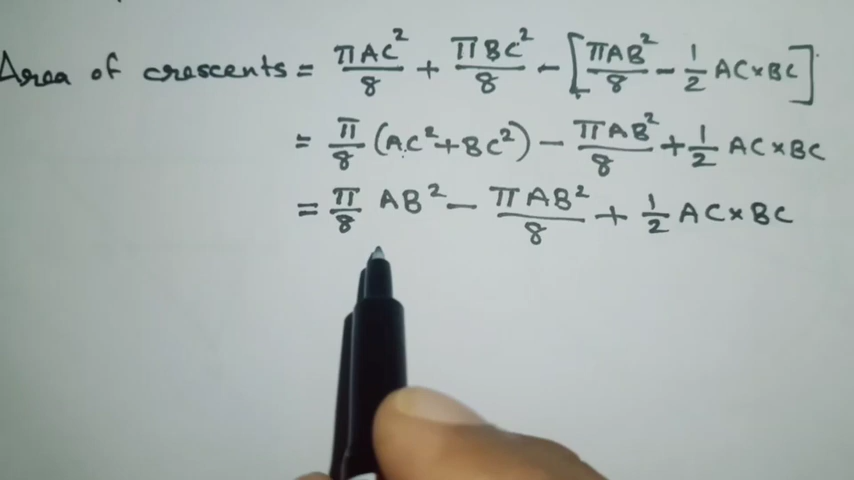 Area of crescents = πAC²/8 + πBC²/8 - [πAB²/8 - 1/2 AC×BC]
= π/8 (AC²+BC²) - πAB²/8 + 1/2 AC×BC
= π/8 AB² - πAB²/8 + 1/2 AC×BC